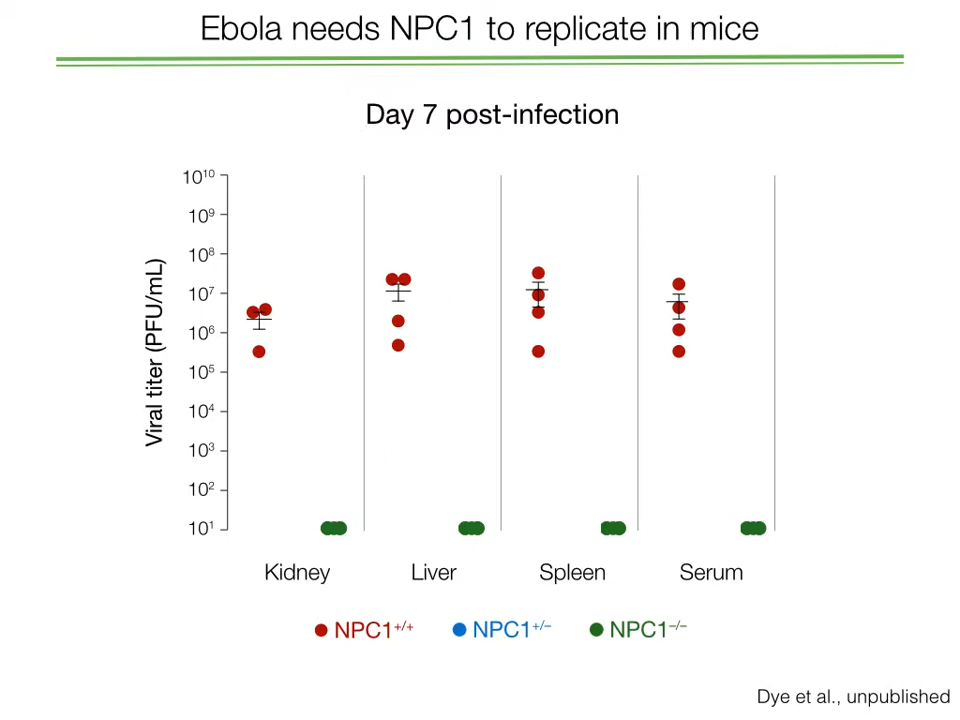 Ebola needs NPC1 to replicate in mice
Day 7 post-infection
Viral titer (PFU/mL)
10¹⁰
10⁹
10⁸
10⁷
10⁶
10⁵
10⁴
10³
10²
10¹
Kidney Liver Spleen Serum
NPC1⁺/⁺ NPC1⁺/⁻ NPC1⁻/⁻
Dye et al., unpublished